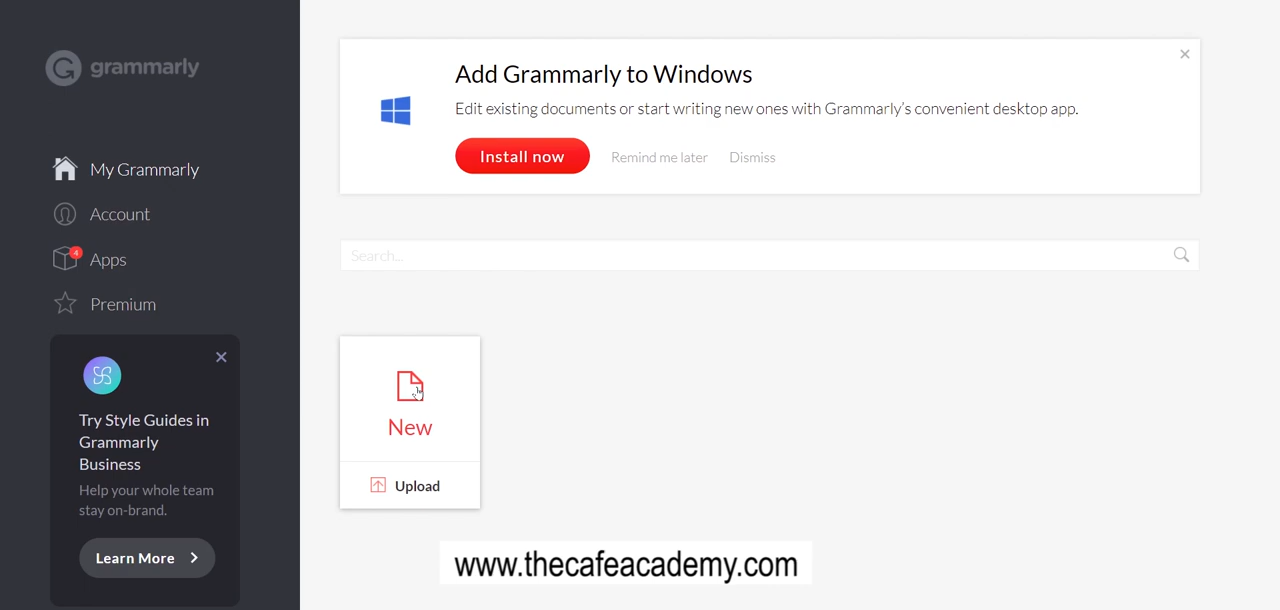 grammarly
My Grammarly
Account
4
Apps
Premium
Try Style Guides in
Grammarly
Business
Help your whole team
stay on-brand.
Learn More
Add Grammarly to Windows
Edit existing documents or start writing new ones with Grammarly’s convenient desktop app.
Install now Remind me later Dismiss
Search...
New
Upload
www.thecafeacademy.com